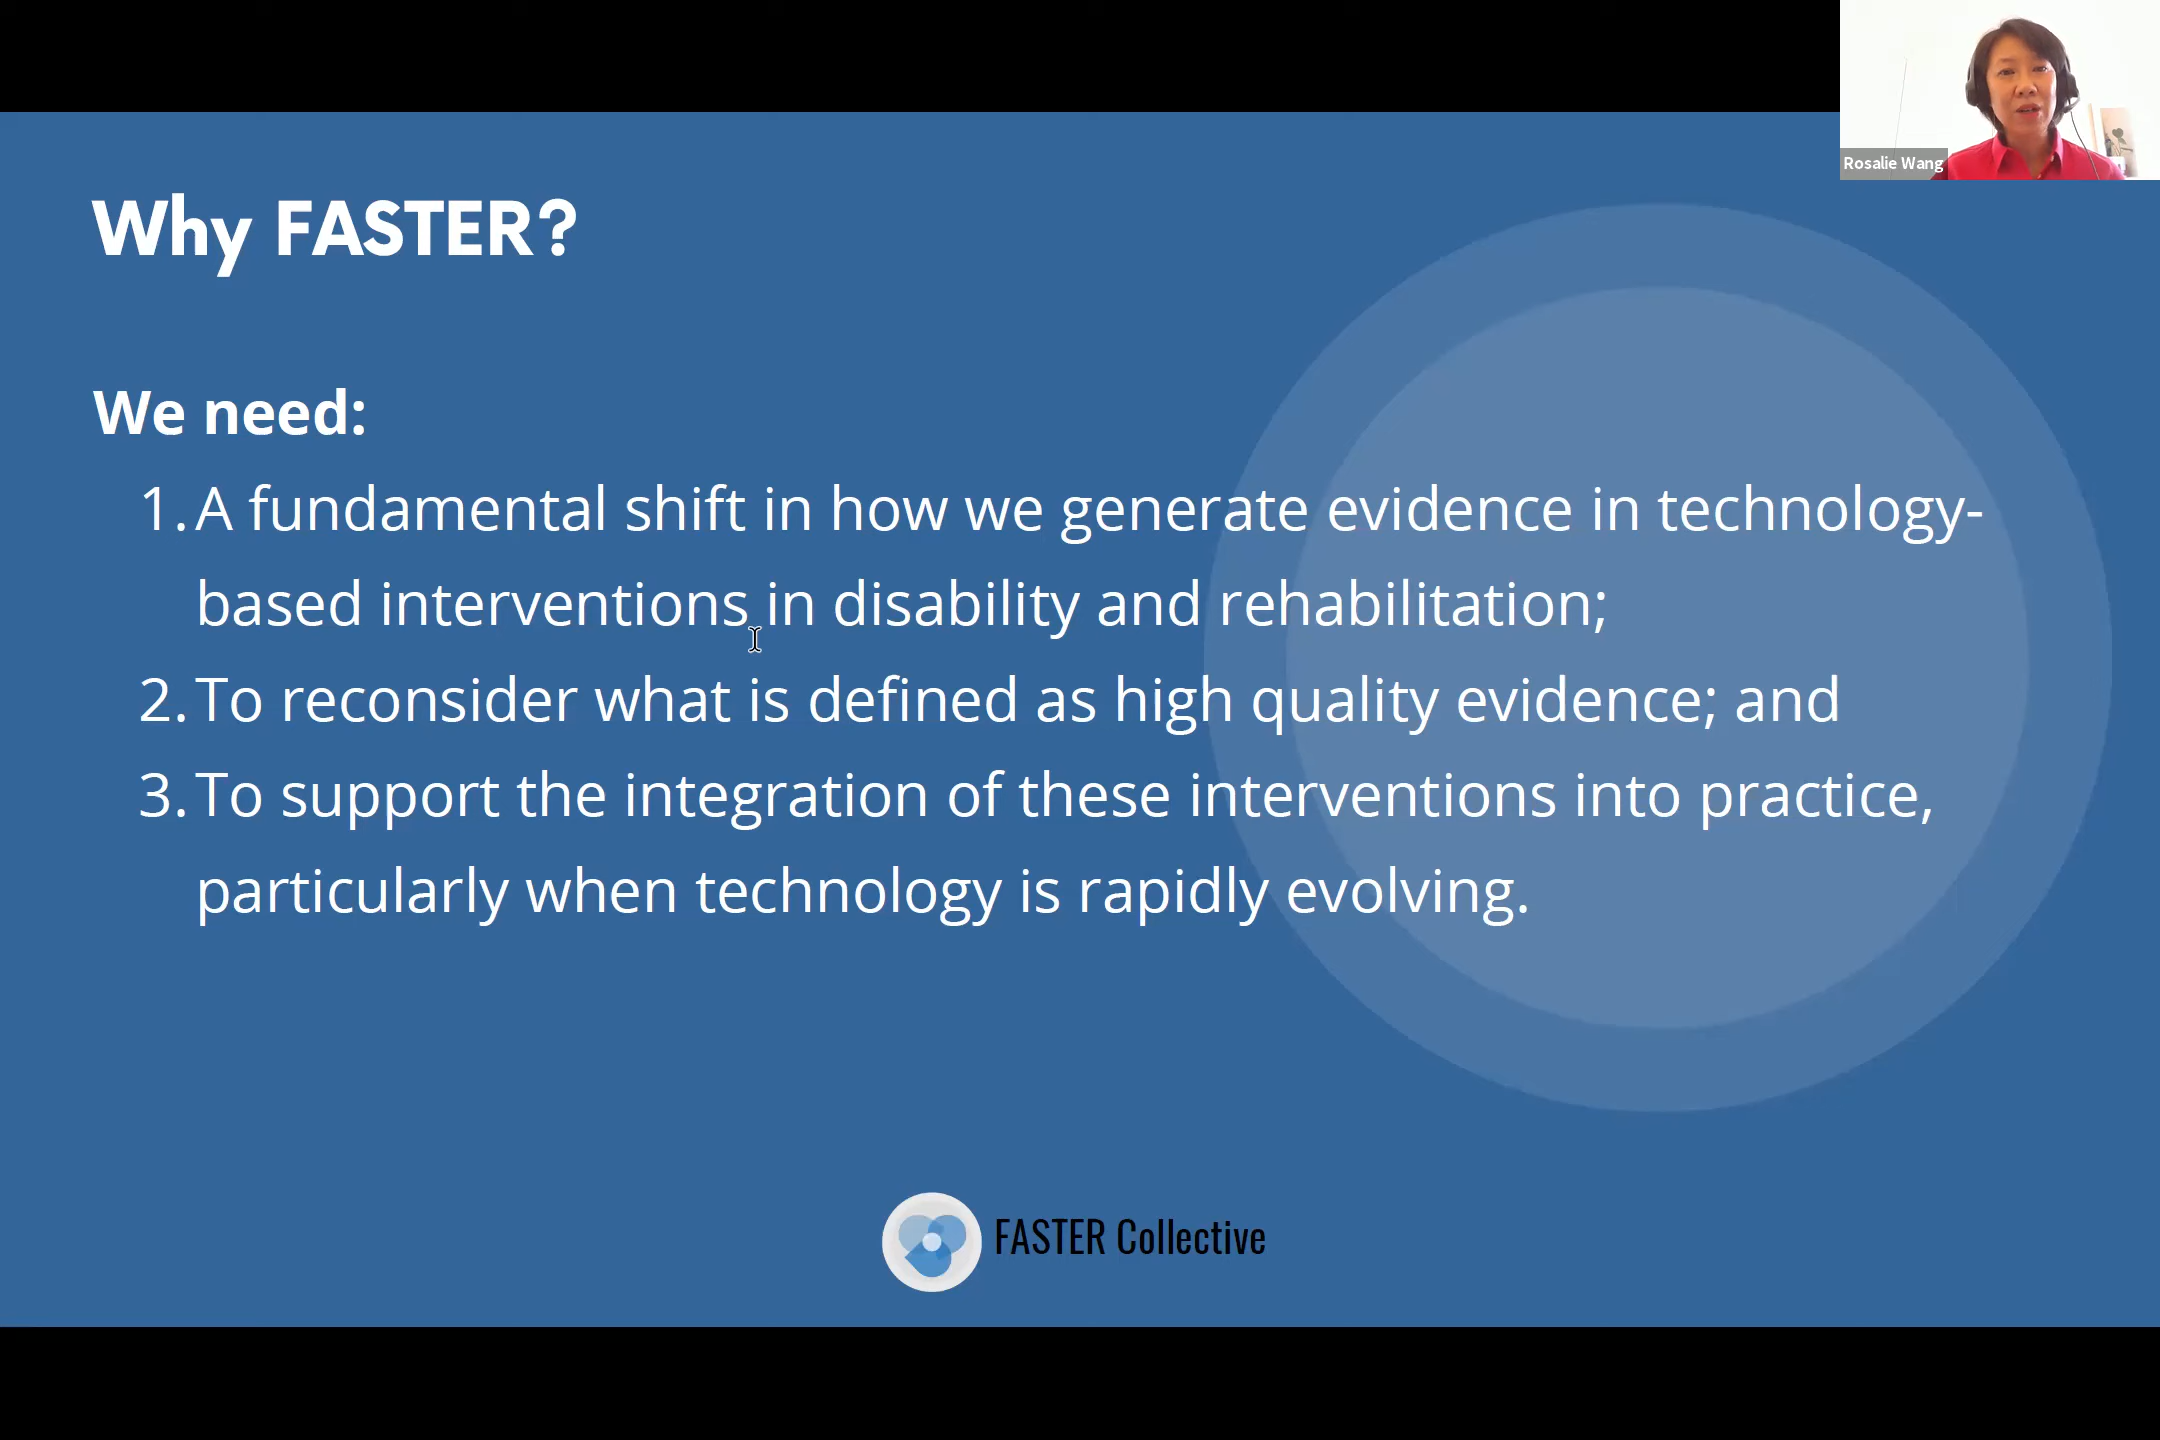 Rosalie Wang
Why FASTER?
We need:
1. A fundamental shift in how we generate evidence in technology-
based interventions in disability and rehabilitation;
2. To reconsider what is defined as high quality evidence; and
3. To support the integration of these interventions into practice,
particularly when technology is rapidly evolving.
FASTER Collective